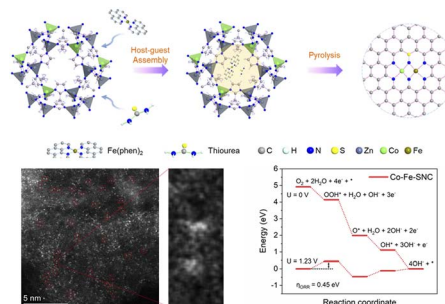 Host-guest
Assembly
Pyrolysis
Fe(phen)₂
Thiourea
C
H
N
S
Zn
Co
Fe
5 nm
Co-Fe-SNC
O₂ + 2H₂O + 4e⁻ + *
OOH* + H₂O + OH⁻ + 3e⁻
U = 0 V
O* + H₂O + 2OH⁻ + 2e⁻
OH* + 3OH⁻ + e⁻
U = 1.23 V
4OH⁻ + *
ηORR = 0.45 eV
Energy (eV)
6
5
4
3
2
1
0
-1
Reaction coordinate